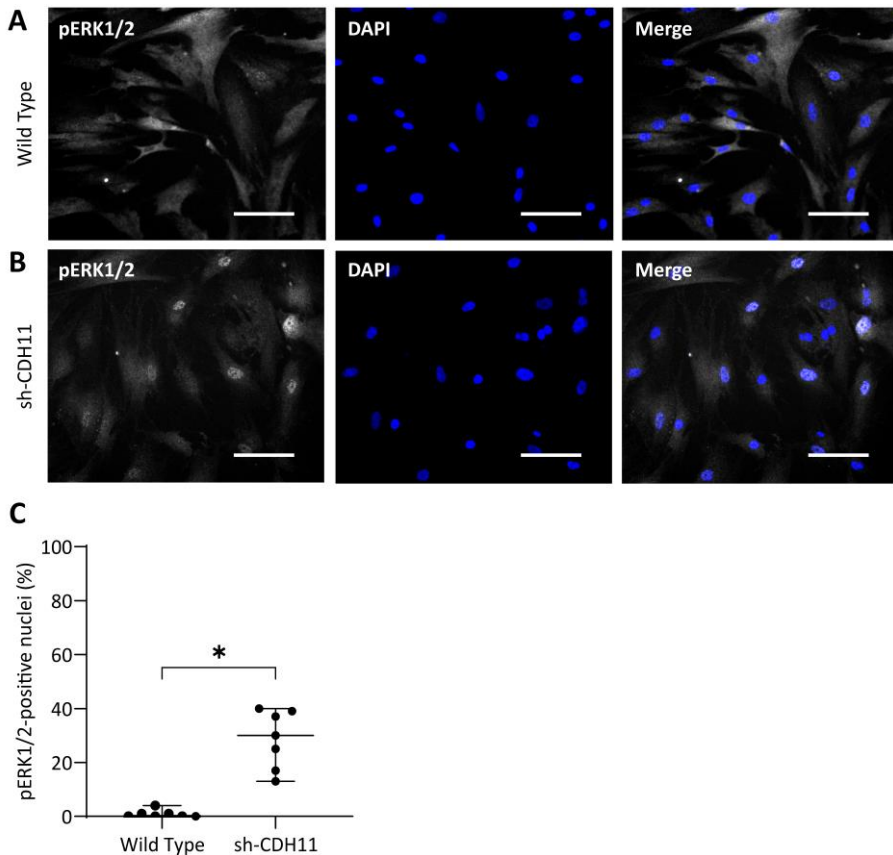 A
pERK1/2
DAPI
Merge
Wild Type
B
pERK1/2
DAPI
Merge
sh-CDH11
C
pERK1/2-positive nuclei (%)
100
80
60
40
20
0
*
Wild Type
sh-CDH11